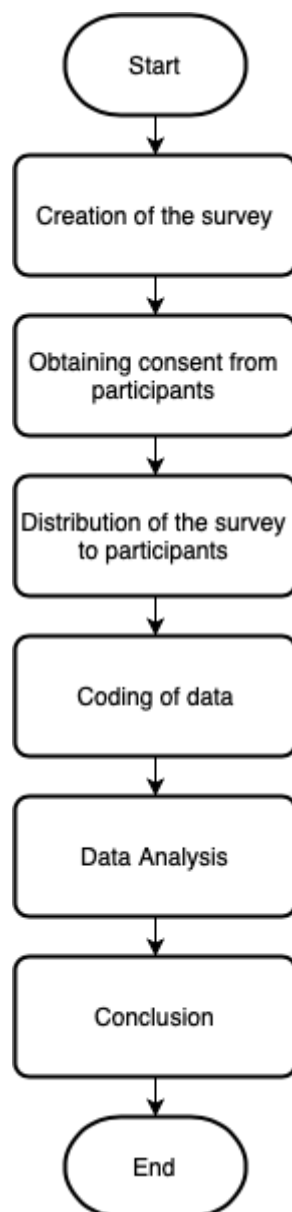 Start
Creation of the survey
Obtaining consent from
participants
Distribution of the survey
to participants
Coding of data
Data Analysis
Conclusion
End